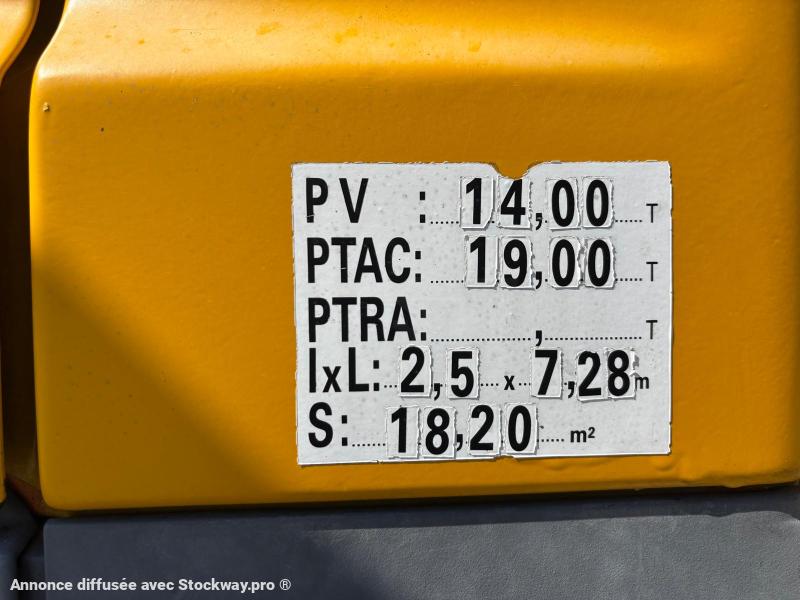 PV : 14,00 T
PTAC: 19,00 T
PTRA: , T
lxL: 2,5 x 7,28 m
S: 18,20 m²
Annonce diffusée avec Stockway.pro ®